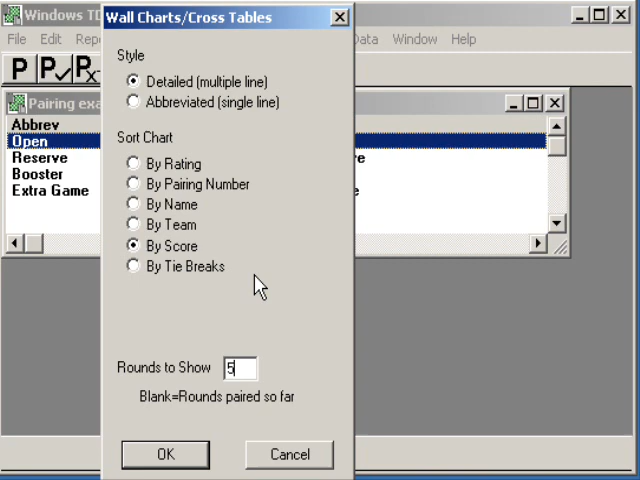 Windows TD
Wall Charts/Cross Tables
File Edit Repo
Data Window Help
Style
P P P
Detailed (multiple line)
Abbreviated (single line)
Pairing exa
Abbrev
Open
Reserve
Booster
Extra Game
Sort Chart
By Rating
By Pairing Number
By Name
By Team
By Score
By Tie Breaks
Rounds to Show 5
Blank=Rounds paired so far
OK Cancel